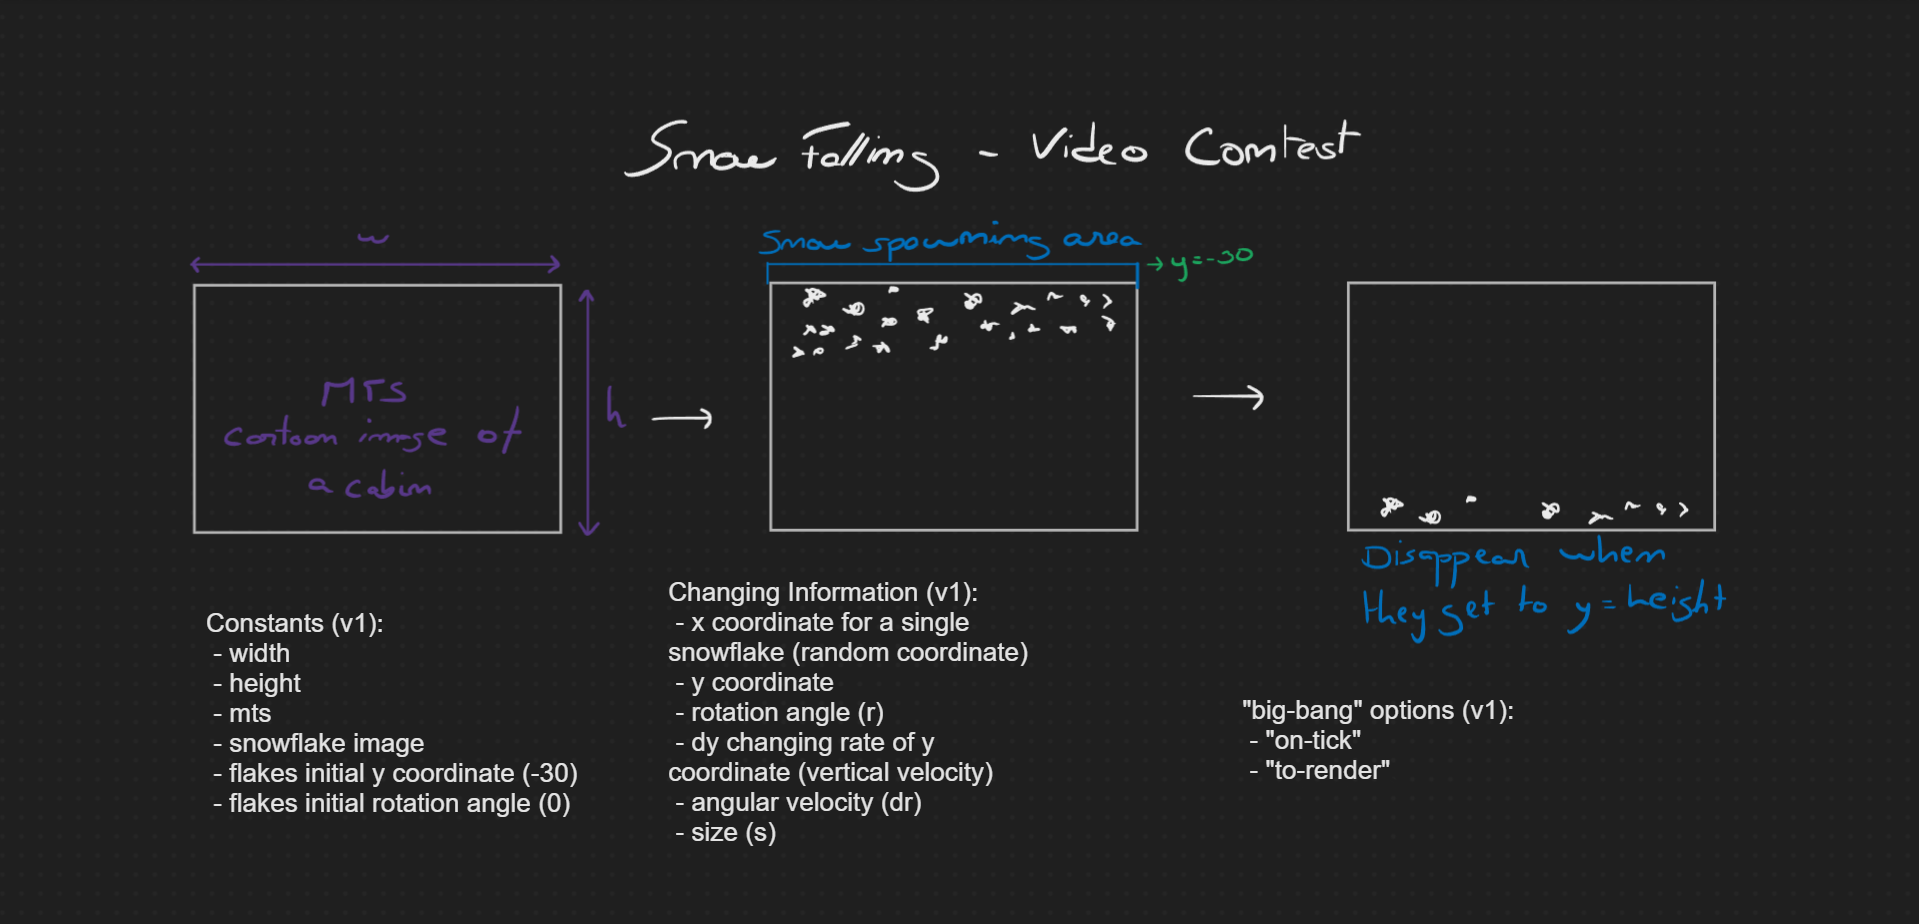 Snow Falling - Video Contest
w
Snow spawning area
→ y=-30
MTS
cartoon image of
a cabin
h
Disappear when
they get to y = height
Constants (v1):
- width
- height
- mts
- snowflake image
- flakes initial y coordinate (-30)
- flakes initial rotation angle (0)
Changing Information (v1):
- x coordinate for a single
snowflake (random coordinate)
- y coordinate
- rotation angle (r)
- dy changing rate of y
coordinate (vertical velocity)
- angular velocity (dr)
- size (s)
"big-bang" options (v1):
- "on-tick"
- "to-render"